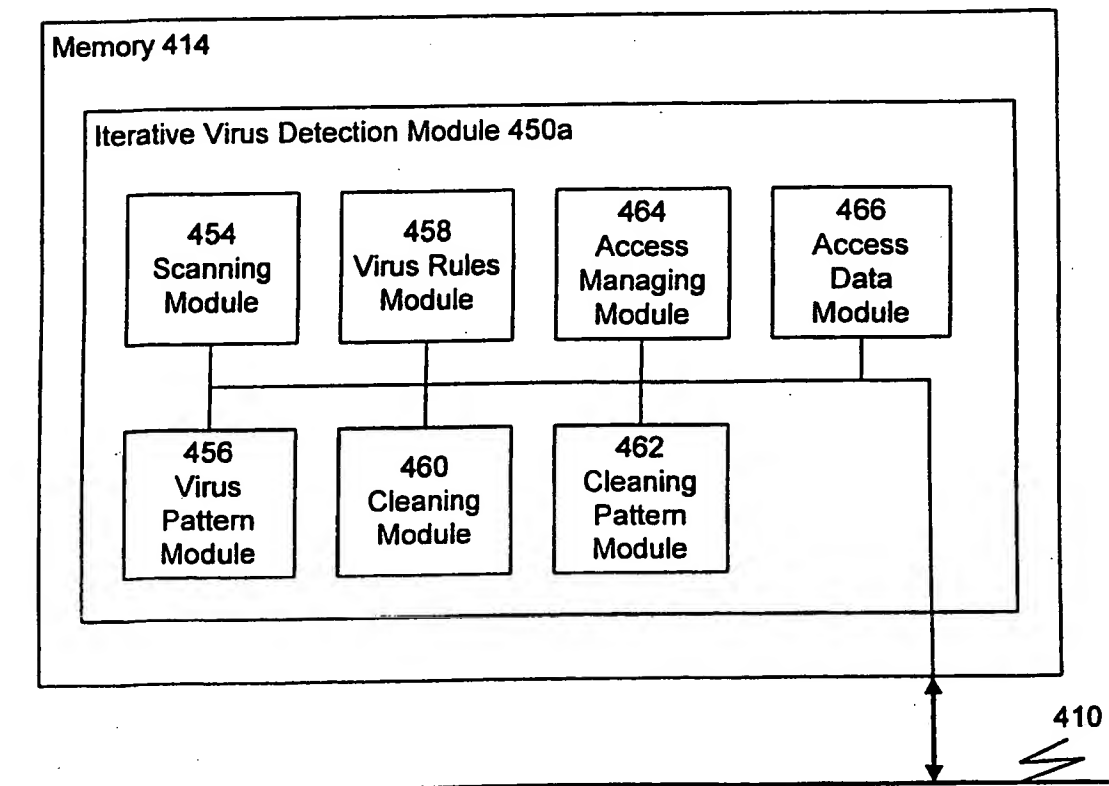 Memory 414
Iterative Virus Detection Module 450a
454
Scanning
Module
458
Virus Rules
Module
464
Access
Managing
Module
466
Access
Data
Module
456
Virus
Pattern
Module
460
Cleaning
Module
462
Cleaning
Pattern
Module
410